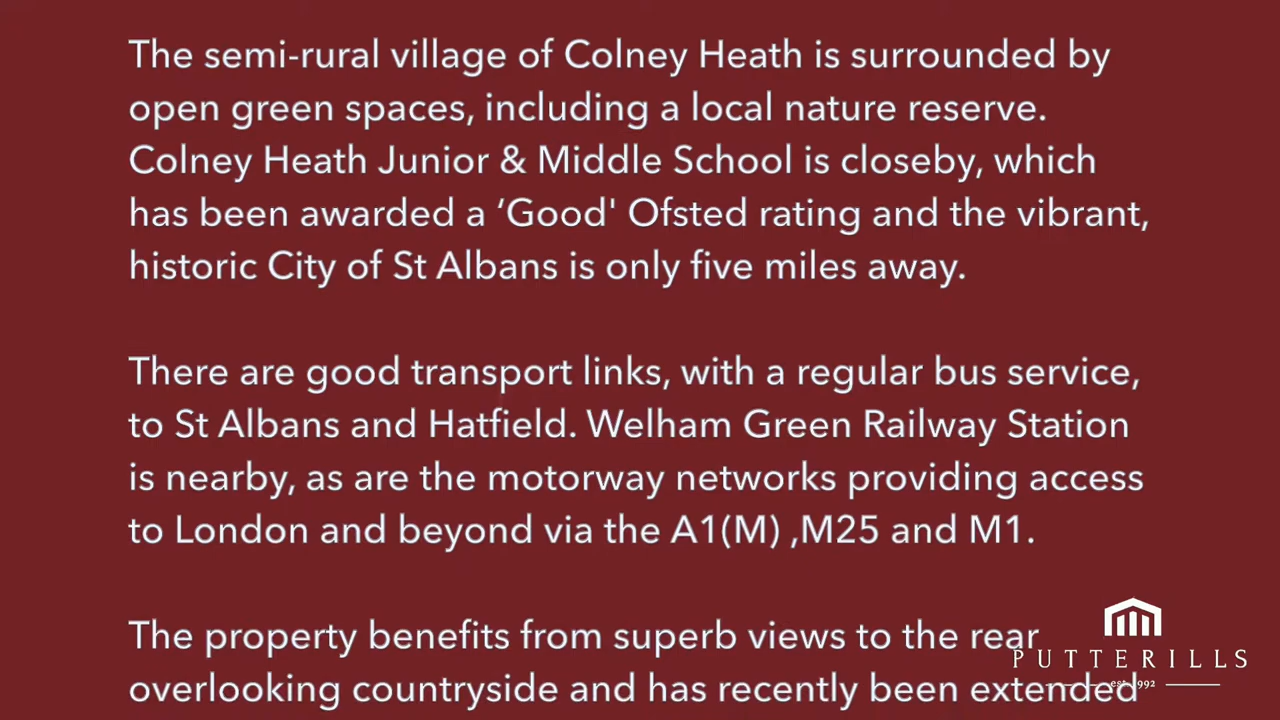 The semi-rural village of Colney Heath is surrounded by
open green spaces, including a local nature reserve.
Colney Heath Junior & Middle School is closeby, which
has been awarded a ‘Good' Ofsted rating and the vibrant,
historic City of St Albans is only five miles away.
There are good transport links, with a regular bus service,
to St Albans and Hatfield. Welham Green Railway Station
is nearby, as are the motorway networks providing access
to London and beyond via the A1(M) ,M25 and M1.
The property benefits from superb views to the rear
overlooking countryside and has recently been extended
PUTTERILLS
est. 1992